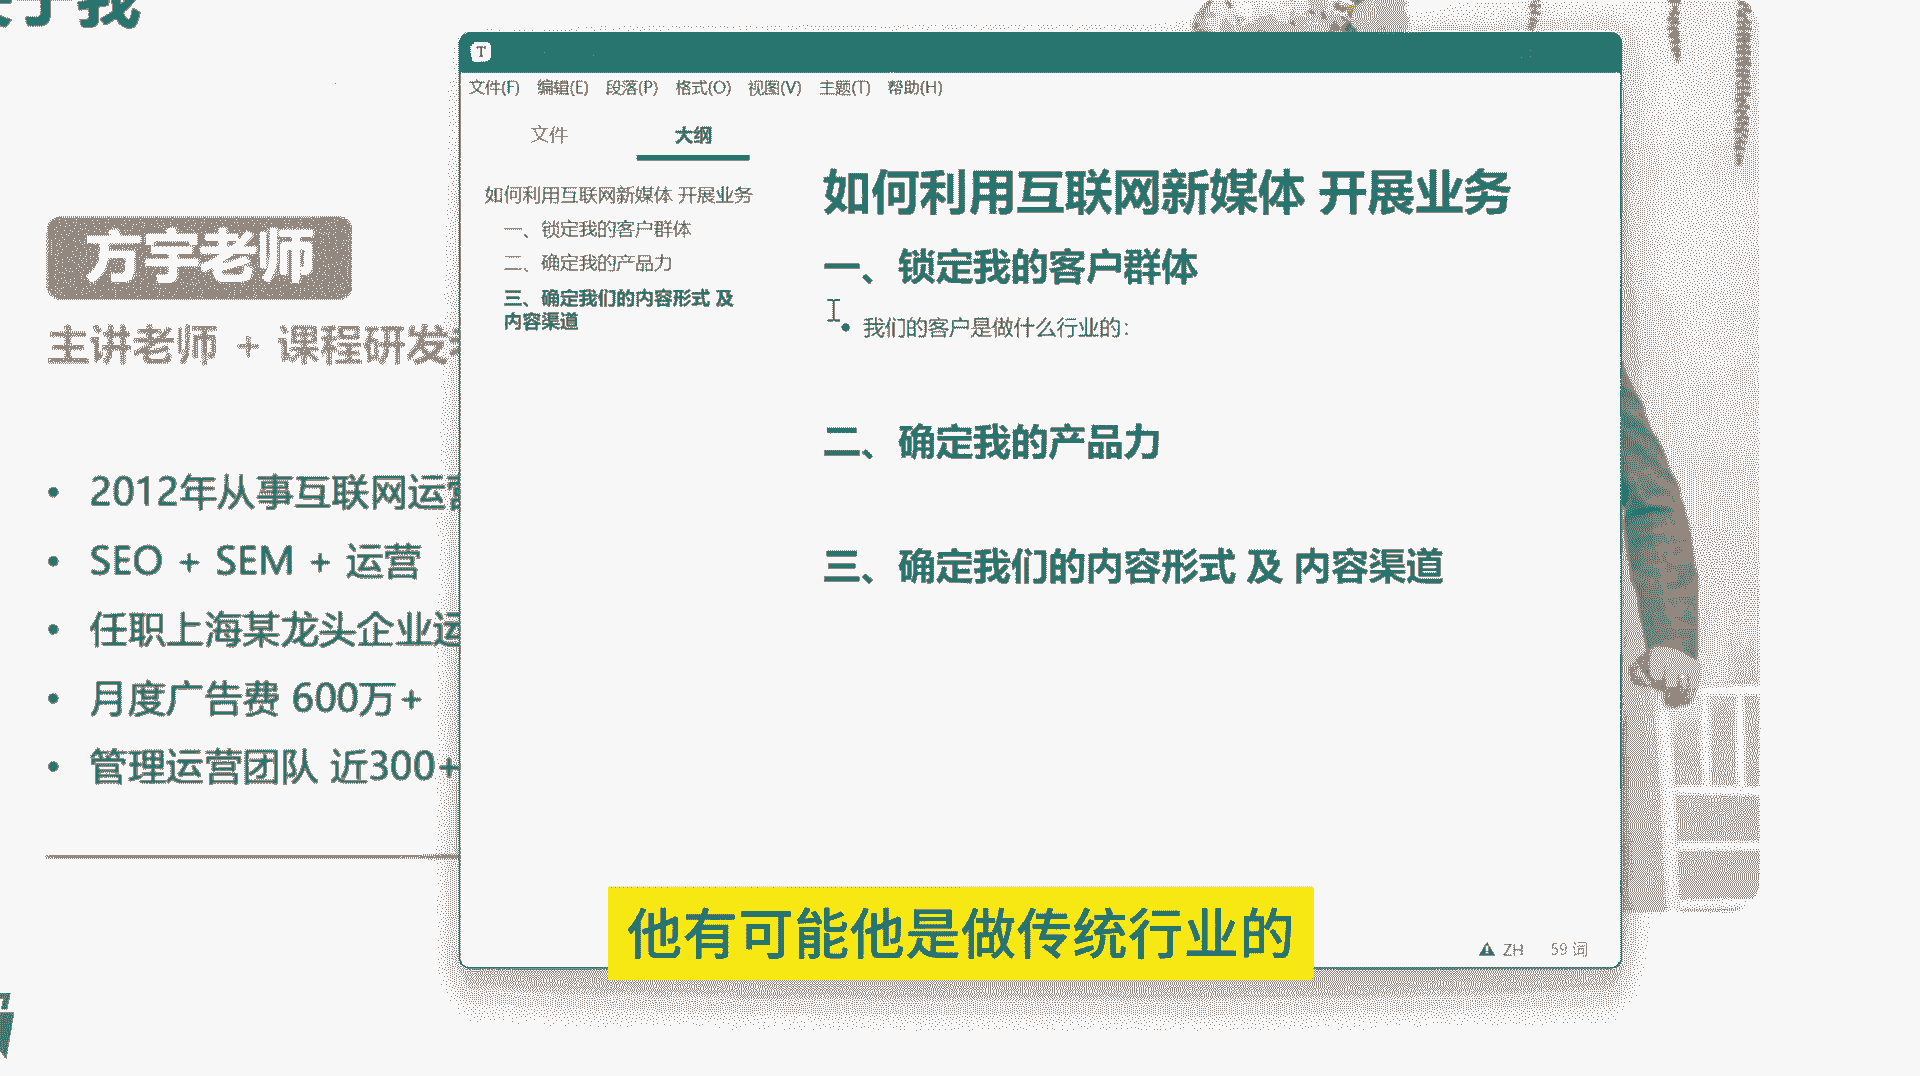 方宇老师
主讲老师 + 课程研发
2012年从事互联网运营
SEO + SEM + 运营
任职上海某龙头企业运
月度广告费 600万+
管理运营团队 近300+
T
文件(F) 编辑(E) 段落(P) 格式(O) 视图(V) 主题(T) 帮助(H)
文件 大纲
如何利用互联网新媒体 开展业务
一、锁定我的客户群体
二、确定我的产品力
三、确定我们的内容形式 及
内容渠道
如何利用互联网新媒体 开展业务
一、锁定我的客户群体
我们的客户是做什么行业的：
二、确定我的产品力
三、确定我们的内容形式 及 内容渠道
ZH 59 词
他有可能他是做传统行业的